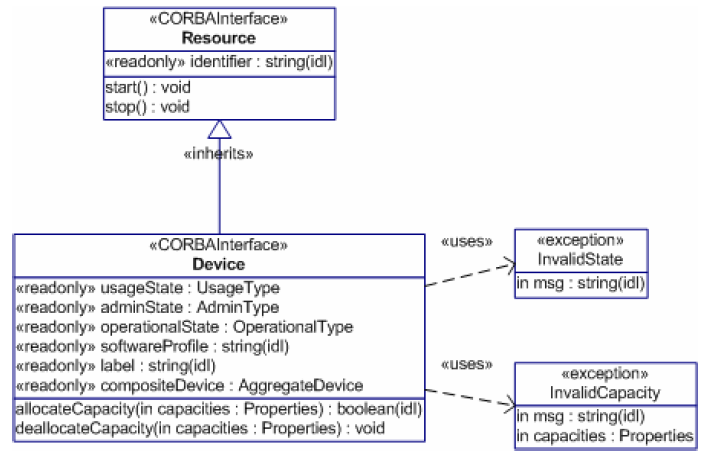 «CORBAInterface»
Resource
«readonly» identifier : string(idl)
start() : void
stop() : void
«inherits»
«CORBAInterface»
Device
«readonly» usageState : UsageType
«readonly» adminState : AdminType
«readonly» operationalState : OperationalType
«readonly» softwareProfile : string(idl)
«readonly» label : string(idl)
«readonly» compositeDevice : AggregateDevice
allocateCapacity(in capacities : Properties) : boolean(idl)
deallocateCapacity(in capacities : Properties) : void
«uses»
«exception»
InvalidState
in msg : string(idl)
«uses»
«exception»
InvalidCapacity
in msg : string(idl)
in capacities : Properties